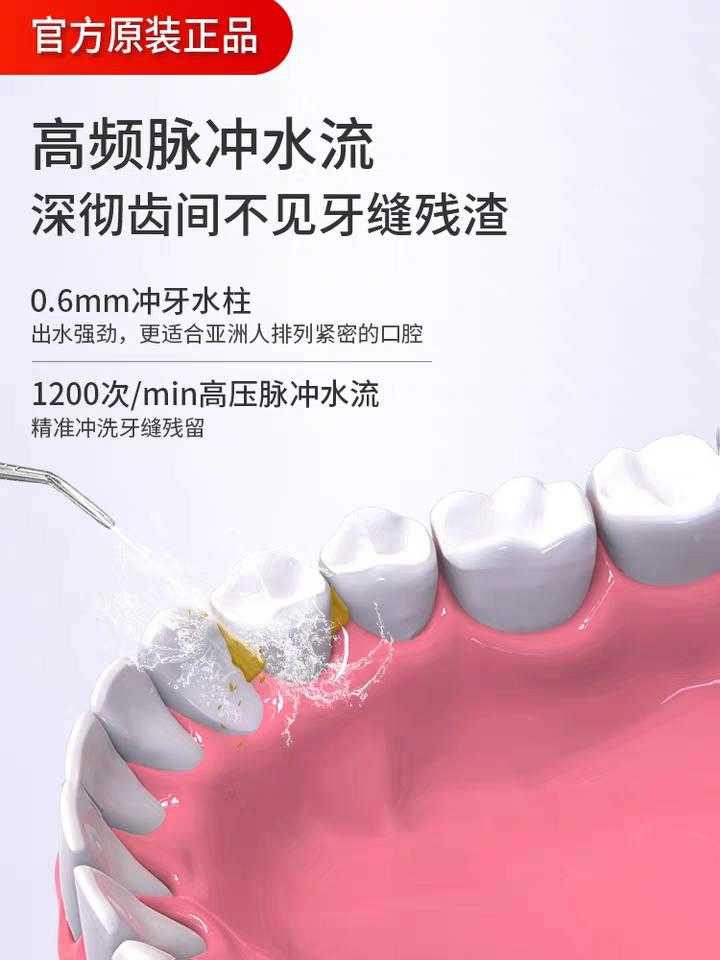 官方原装正品
高频脉冲水流
深彻齿间不见牙缝残渣
0.6mm冲牙水柱
出水强劲，更适合亚洲人排列紧密的口腔
1200次/min高压脉冲水流
精准冲洗牙缝残留